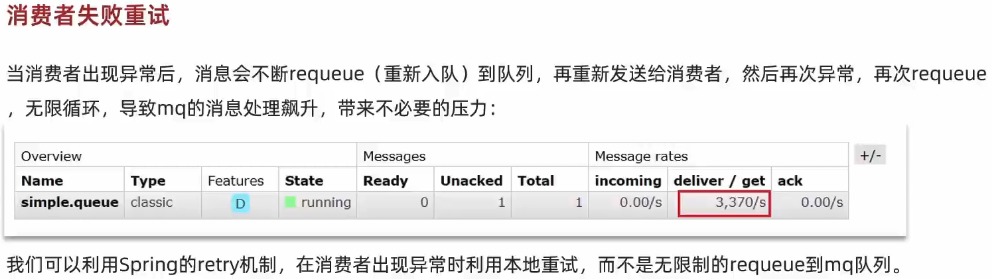 消费者失败重试
当消费者出现异常后，消息会不断requeue（重新入队）到队列，再重新发送给消费者，然后再次异常，再次requeue
，无限循环，导致mq的消息处理飙升，带来不必要的压力：
Overview Messages Message rates +/-
Name Type Features State Ready Unacked Total incoming deliver / get ack
simple.queue classic D running 0 1 1 0.00/s 3,370/s 0.00/s
我们可以利用Spring的retry机制，在消费者出现异常时利用本地重试，而不是无限制的requeue到mq队列。